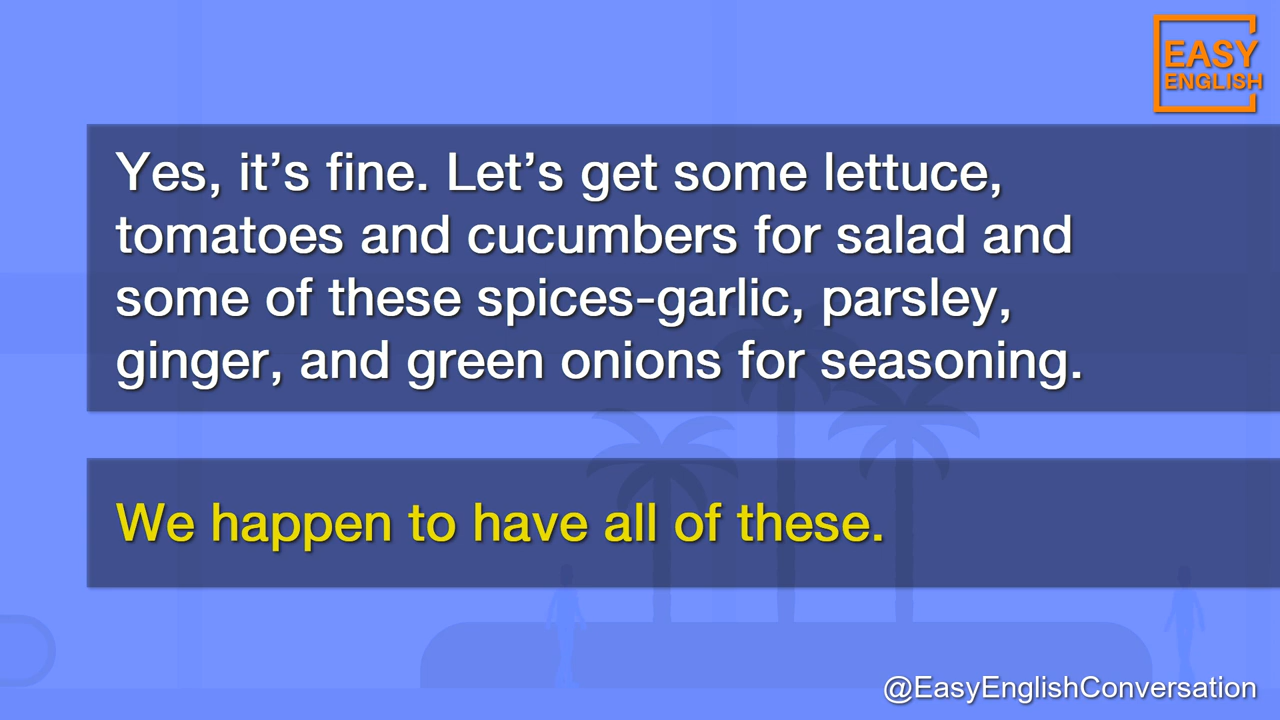 EASY
ENGLISH
Yes, it’s fine. Let’s get some lettuce,
tomatoes and cucumbers for salad and
some of these spices-garlic, parsley,
ginger, and green onions for seasoning.
We happen to have all of these.
@EasyEnglishConversation